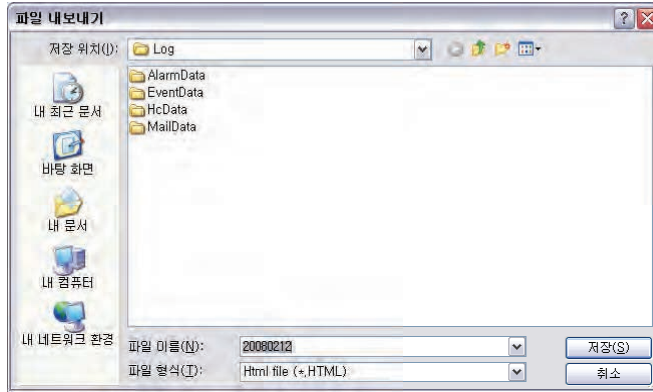 파일 내보내기
저장 위치(I):
Log
AlarmData
EventData
HcData
MailData
내 최근 문서
바탕 화면
내 문서
내 컴퓨터
내 네트워크 환경
파일 이름(N):
20080212
저장(S)
파일 형식(T):
Html file (*.HTML)
취소